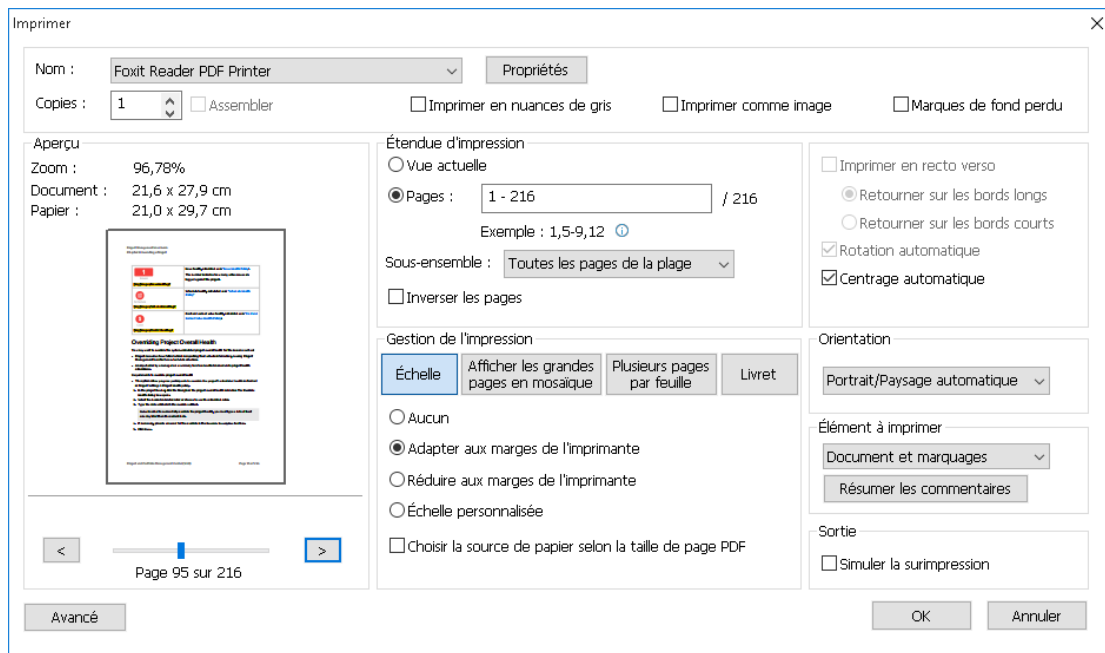 Imprimer
Nom :
Foxit Reader PDF Printer
Propriétés
Copies :
1
Assembler
Imprimer en nuances de gris
Imprimer comme image
Marques de fond perdu
Aperçu
Zoom : 96,78%
Document : 21,6 x 27,9 cm
Papier : 21,0 x 29,7 cm
Overriding Project Overall Health
<
>
Page 95 sur 216
Étendue d'impression
Vue actuelle
Pages : 1 - 216 / 216
Exemple : 1,5-9,12
Sous-ensemble : Toutes les pages de la plage
Inverser les pages
Imprimer en recto verso
Retourner sur les bords longs
Retourner sur les bords courts
Rotation automatique
Centrage automatique
Gestion de l'impression
Échelle
Afficher les grandes
pages en mosaïque
Plusieurs pages
par feuille
Livret
Aucun
Adapter aux marges de l'imprimante
Réduire aux marges de l'imprimante
Échelle personnalisée
Choisir la source de papier selon la taille de page PDF
Orientation
Portrait/Paysage automatique
Élément à imprimer
Document et marquages
Résumer les commentaires
Sortie
Simuler la surimpression
Avancé
OK
Annuler